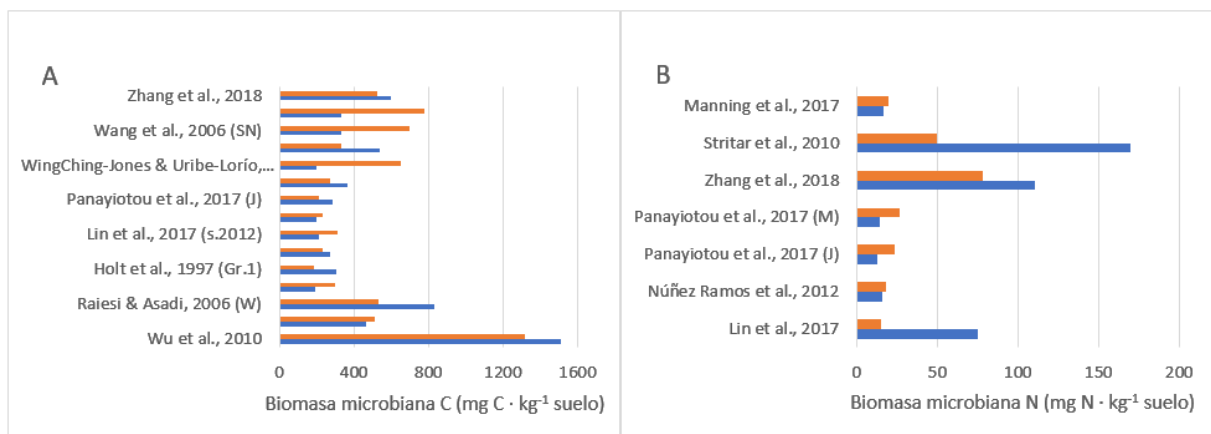 A
Zhang et al., 2018
Wang et al., 2006 (SN)
WingChing-Jones & Uribe-Lorío,...
Panayiotou et al., 2017 (J)
Lin et al., 2017 (s.2012)
Holt et al., 1997 (Gr.1)
Raiesi & Asadi, 2006 (W)
Wu et al., 2010
0 400 800 1200 1600
Biomasa microbiana C (mg C · kg⁻¹ suelo)
B
Manning et al., 2017
Stritar et al., 2010
Zhang et al., 2018
Panayiotou et al., 2017 (M)
Panayiotou et al., 2017 (J)
Núñez Ramos et al., 2012
Lin et al., 2017
0 50 100 150 200
Biomasa microbiana N (mg N · kg⁻¹ suelo)